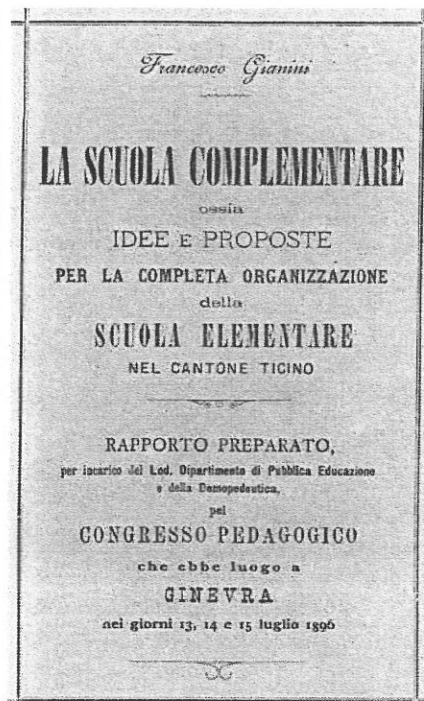 Francesco Gianini
LA SCUOLA COMPLEMENTARE
ossia
IDEE E PROPOSTE
PER LA COMPLETA ORGANIZZAZIONE
della
SCUOLA ELEMENTARE
NEL CANTONE TICINO
RAPPORTO PREPARATO,
per incarico del Lod. Dipartimento di Pubblica Educazione
e della Demopedeutica,
pel
CONGRESSO PEDAGOGICO
che ebbe luogo a
GINEVRA
nei giorni 13, 14 e 15 luglio 1896